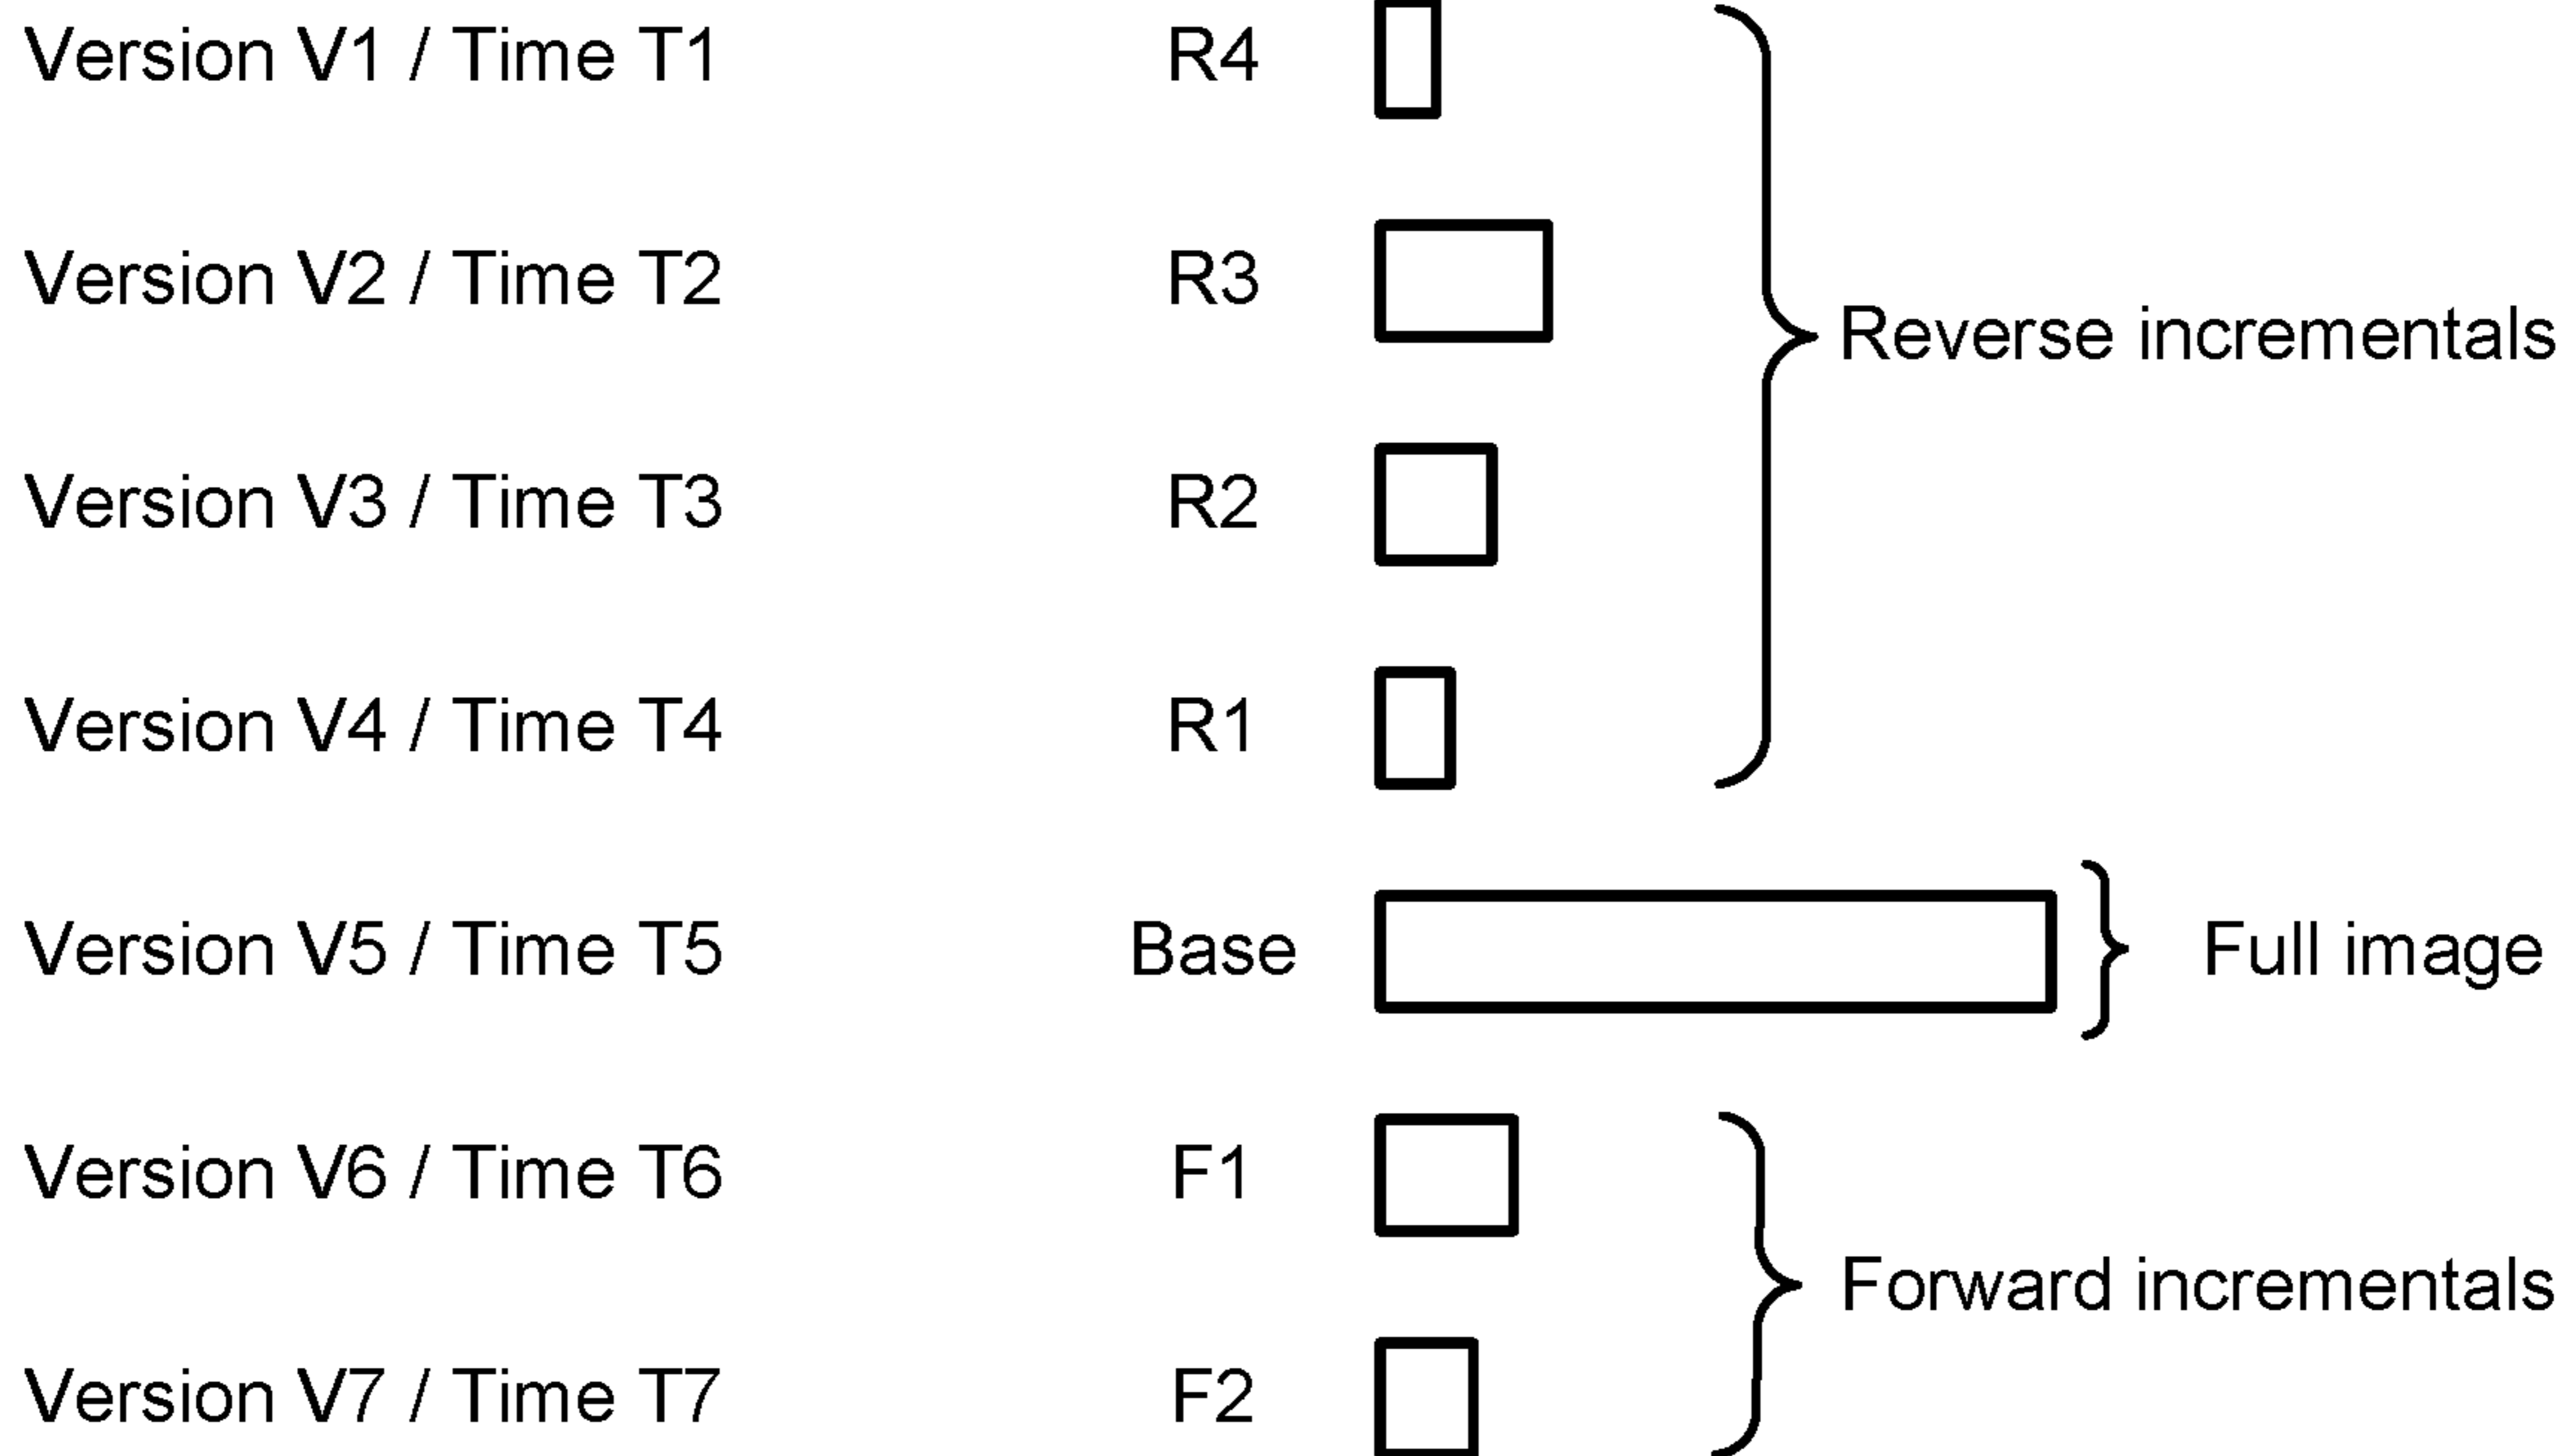 Version V1 / Time T1 R4
Version V2 / Time T2 R3
Reverse incrementals
Version V3 / Time T3 R2
Version V4 / Time T4 R1
Version V5 / Time T5 Base Full image
Version V6 / Time T6 F1
Forward incrementals
Version V7 / Time T7 F2